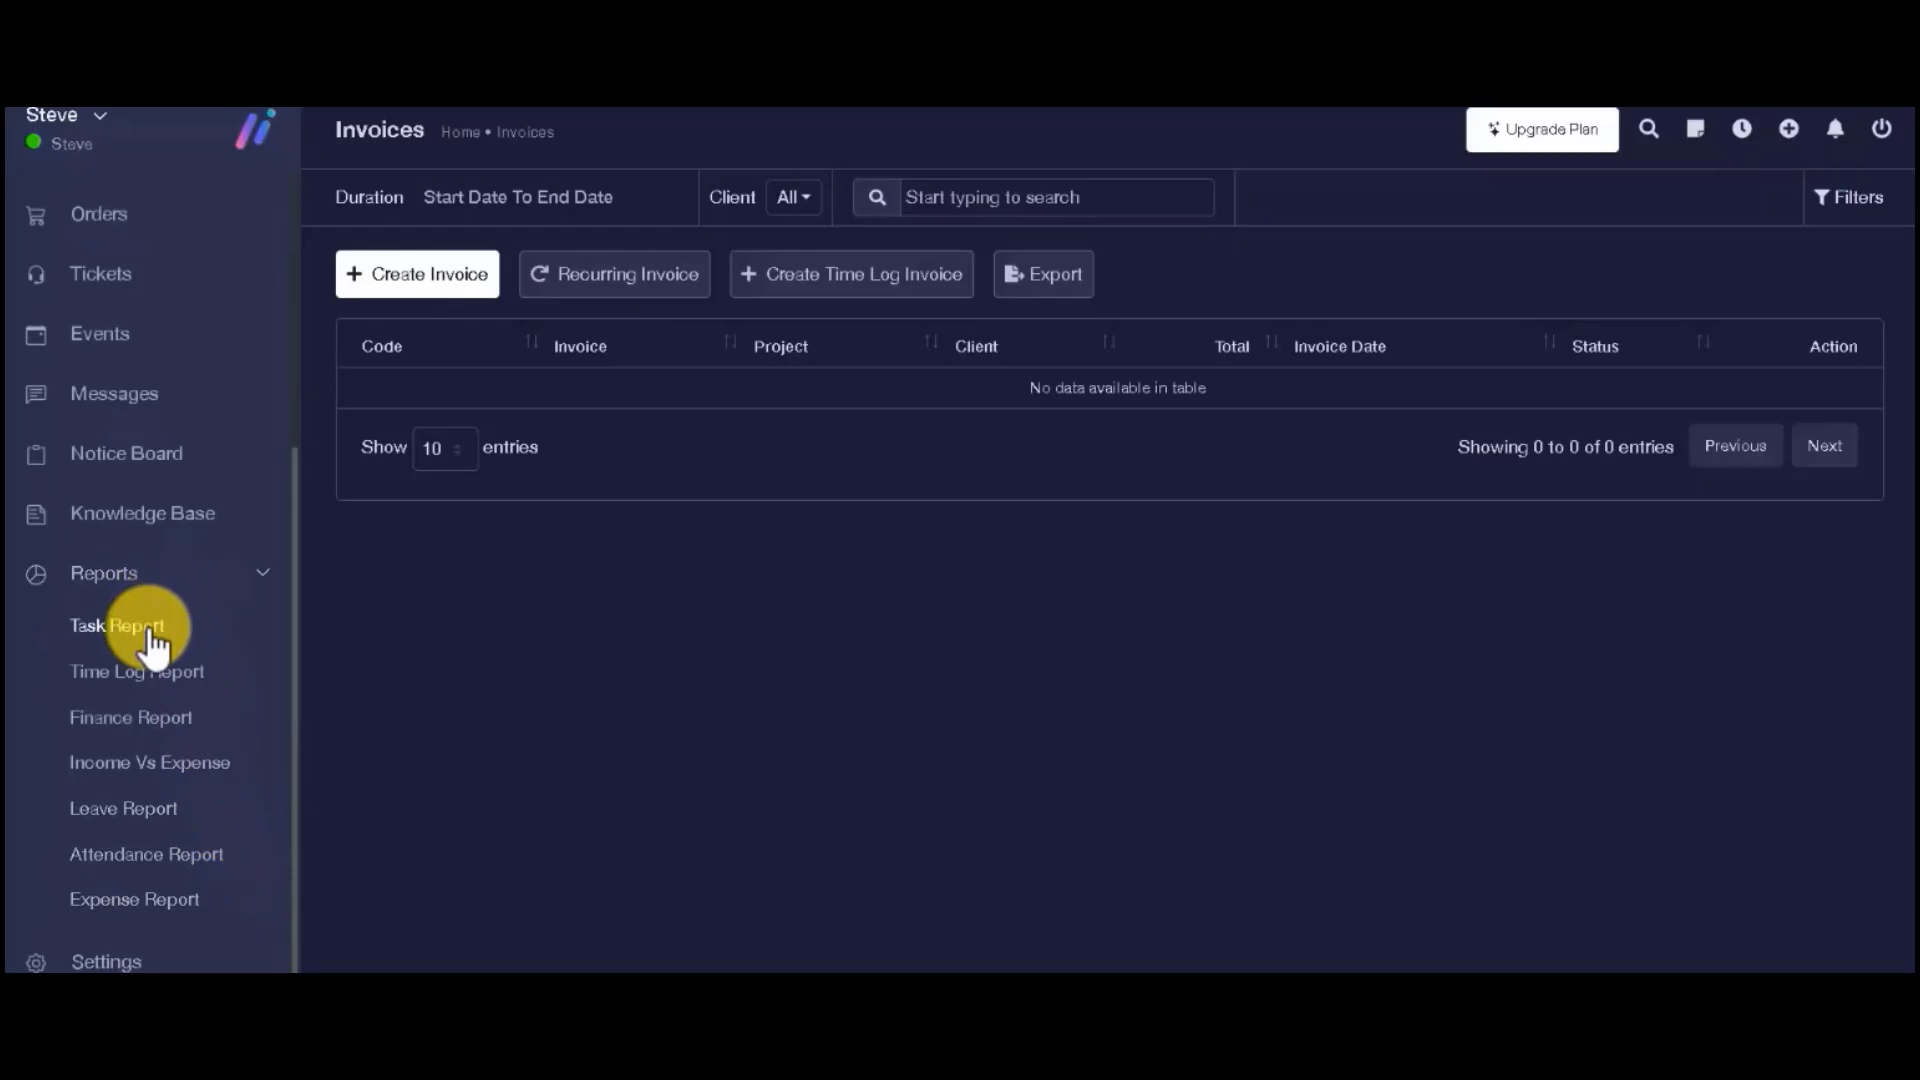 Steve
Steve
Invoices Home • Invoices
Upgrade Plan
Duration Start Date To End Date Client All Start typing to search Filters
Create Invoice Recurring Invoice Create Time Log Invoice Export
Code Invoice Project Client Total Invoice Date Status Action
No data available in table
Show 10 entries Showing 0 to 0 of 0 entries Previous Next
Orders
Tickets
Events
Messages
Notice Board
Knowledge Base
Reports
Task Report
Time Log Report
Finance Report
Income Vs Expense
Leave Report
Attendance Report
Expense Report
Settings